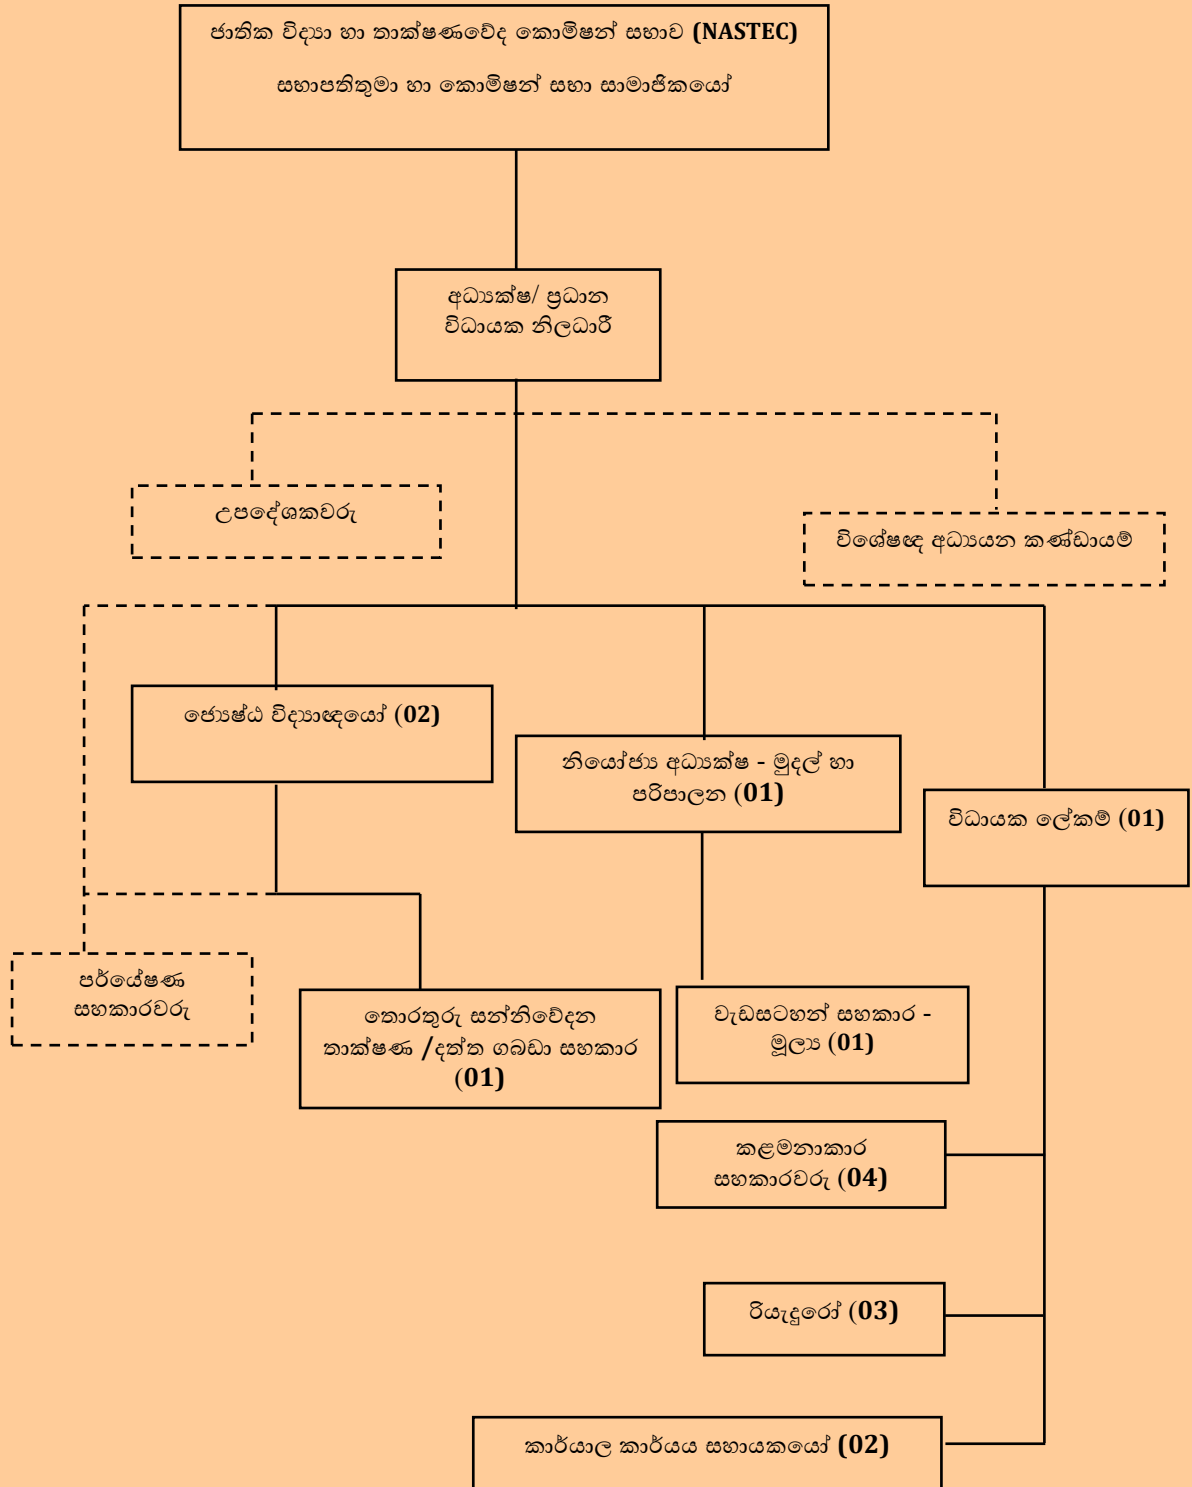 ජාතික විද්‍යා හා තාක්ෂණවේද කොමිෂන් සභාව (NASTEC)
සභාපතිතුමා හා කොමිෂන් සභා සාමාජිකයෝ
අධ්‍යක්ෂ/ ප්‍රධාන
විධායක නිලධාරී
උපදේශකවරු
විශේෂඥ අධ්‍යයන කණ්ඩායම්
ජ්‍යෙෂ්ඨ විද්‍යාඥයෝ (02)
නියෝජ්‍ය අධ්‍යක්ෂ - මුදල් හා
පරිපාලන (01)
විධායක ලේකම් (01)
පර්යේෂණ
සහකාරවරු
තොරතුරු සන්නිවේදන
තාක්ෂණ /දත්ත ගබඩා සහකාර
(01)
වැඩසටහන් සහකාර -
මූල්‍ය (01)
කළමනාකාර
සහකාරවරු (04)
රියැදුරෝ (03)
කාර්යාල කාර්යය සහායකයෝ (02)